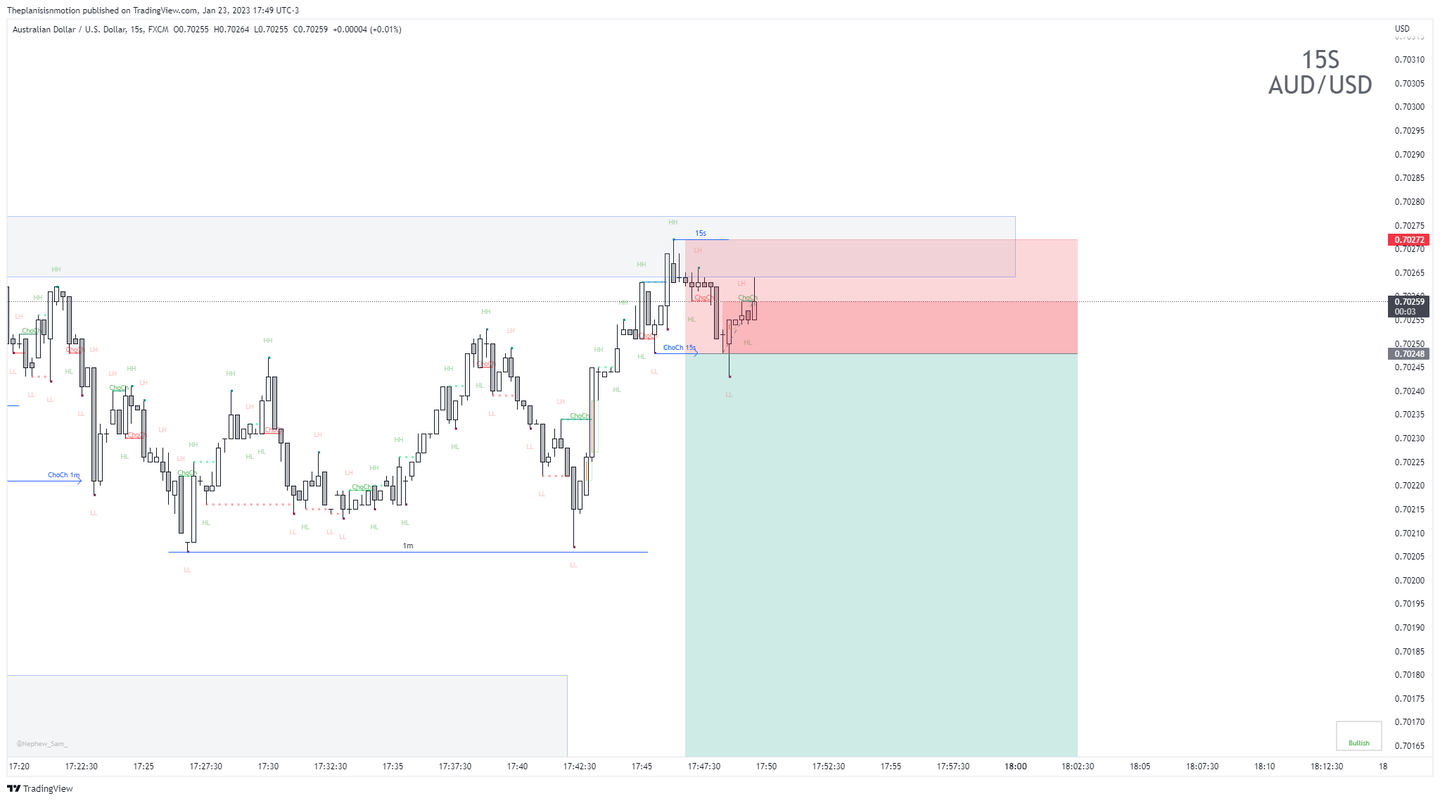 Theplanisisnmotion published on TradingView.com, Jan 23, 2023 17:49 UTC-3
Australian Dollar / U.S. Dollar, 15s, FXCM O0.70255 H0.70264 L0.70255 C0.70259 +0.00004 (+0.01%)
USD
15S
AUD/USD
0.70310
0.70305
0.70300
0.70295
0.70290
0.70285
0.70280
0.70275
0.70272
0.70270
0.70265
0.70259
00:03
0.70255
0.70250
0.70248
0.70245
0.70240
0.70235
0.70230
0.70225
0.70220
0.70215
0.70210
0.70205
0.70200
0.70195
0.70190
0.70185
0.70180
0.70175
0.70170
0.70165
HH
15s
LH
HH
HH
LH
HH
HH
LH
ChoCh
ChoCh
HH
LH
LH
ChoCh
HL
ChoCh 15s
HL
HH
LH
ChoCh
LL
HL
HH
LH
ChoCh
HH
HL
LL
LL
LL
LL
HL
LL
LH
ChoCh
ChoCh
LH
HH
HH
LL
HL
HL
HL
ChoCh 1m
ChoCh
LH
HH
ChoCh
LL
LL
HL
LL
HL
LL
LL
HL
HL
1m
LL
LL
@Nephew_Sam_
Bullish
17:20 17:22:30 17:25 17:27:30 17:30 17:32:30 17:35 17:37:30 17:40 17:42:30 17:45 17:47:30 17:50 17:52:30 17:55 17:57:30 18:00 18:02:30 18:05 18:07:30 18:10 18:12:30 18
TradingView